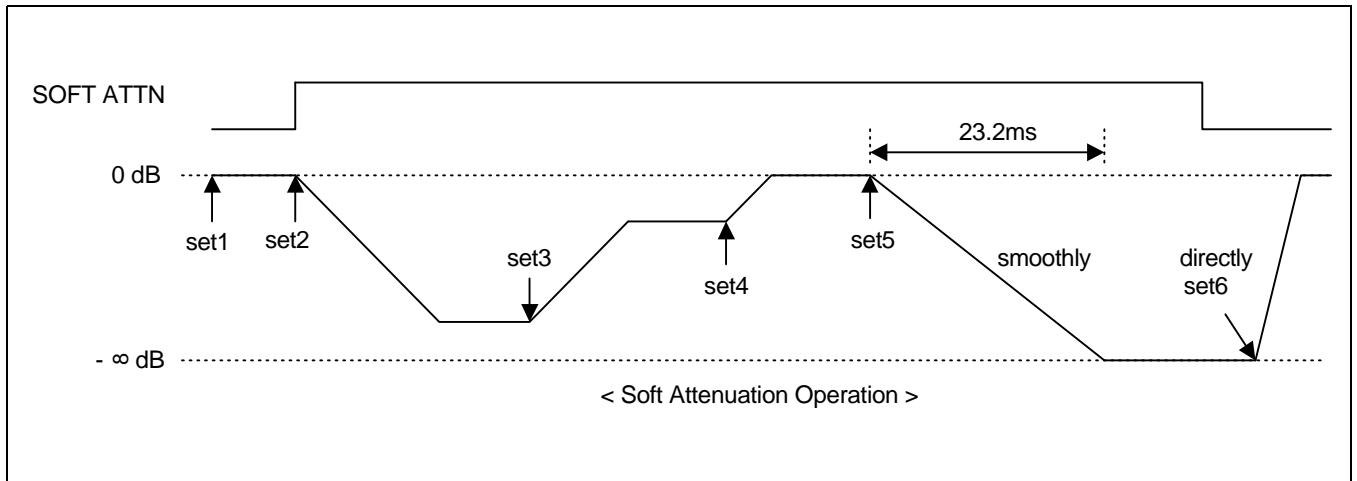 SOFT ATTN
23.2ms
0 dB
set1
set2
set3
set4
set5
smoothly
directly
set6
- ∞ dB
< Soft Attenuation Operation >